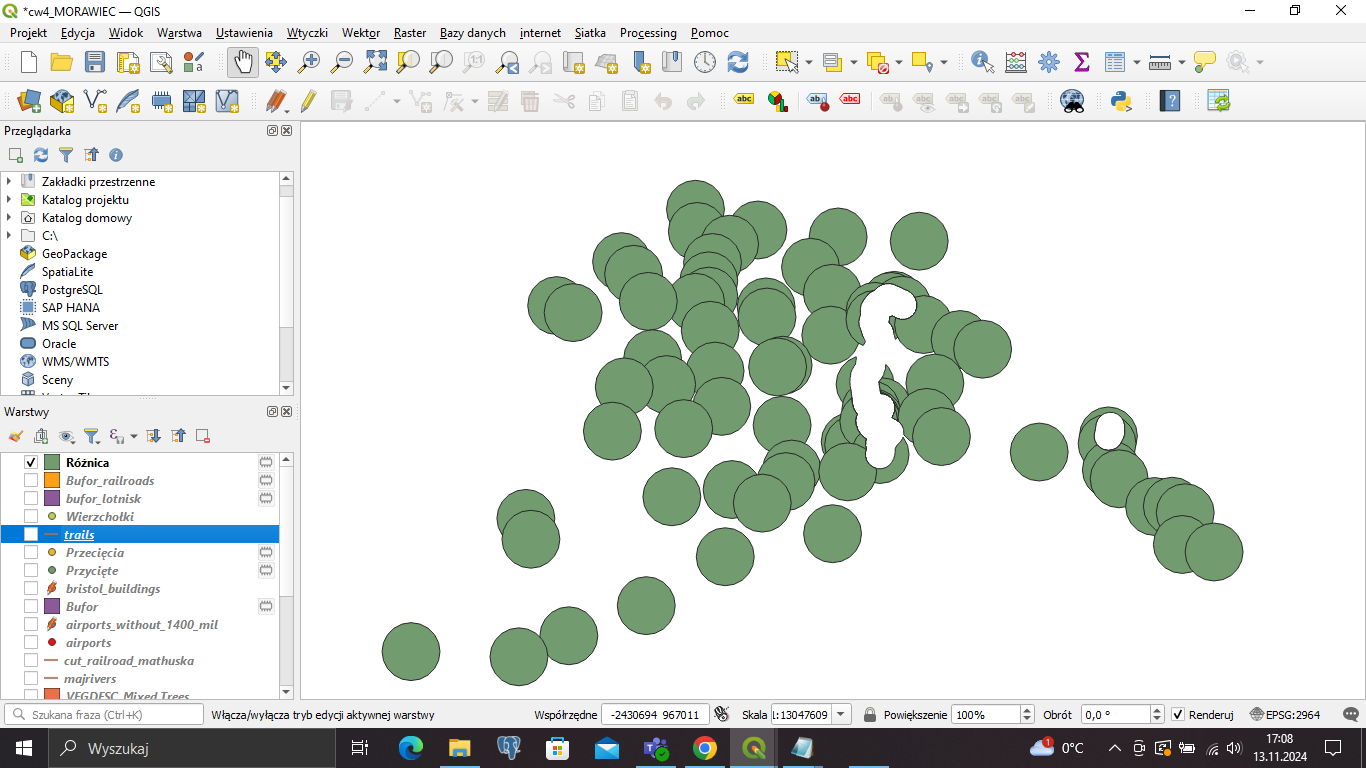 *cw4_MORAWIEC — QGIS
Projekt Edycja Widok Warstwa Ustawienia Wtyczki Wektor Raster Bazy danych internet Siatka Processing Pomoc
abc abc
Przeglądarka
Zakładki przestrzenne
Katalog projektu
Katalog domowy
C:\
GeoPackage
SpatiaLite
PostgreSQL
SAP HANA
MS SQL Server
Oracle
WMS/WMTS
Sceny
Warstwy
Różnica
Bufor_railroads
bufor_lotnisk
Wierzchołki
trails
Przecięcia
Przycięte
bristol_buildings
Bufor
airports_without_1400_mil
airports
cut_railroad_mathuska
majrivers
VEGDESC_Mixed Trees
Szukana fraza (Ctrl+K) Włącza/wyłącza tryb edycji aktywnej warstwy Współrzędne -2430694 967011 Skala 1:13047609 Powiększenie 100% Obrót 0,0 ° Renderuj EPSG:2964
Wyszukaj 1 0°C 17:08
13.11.2024